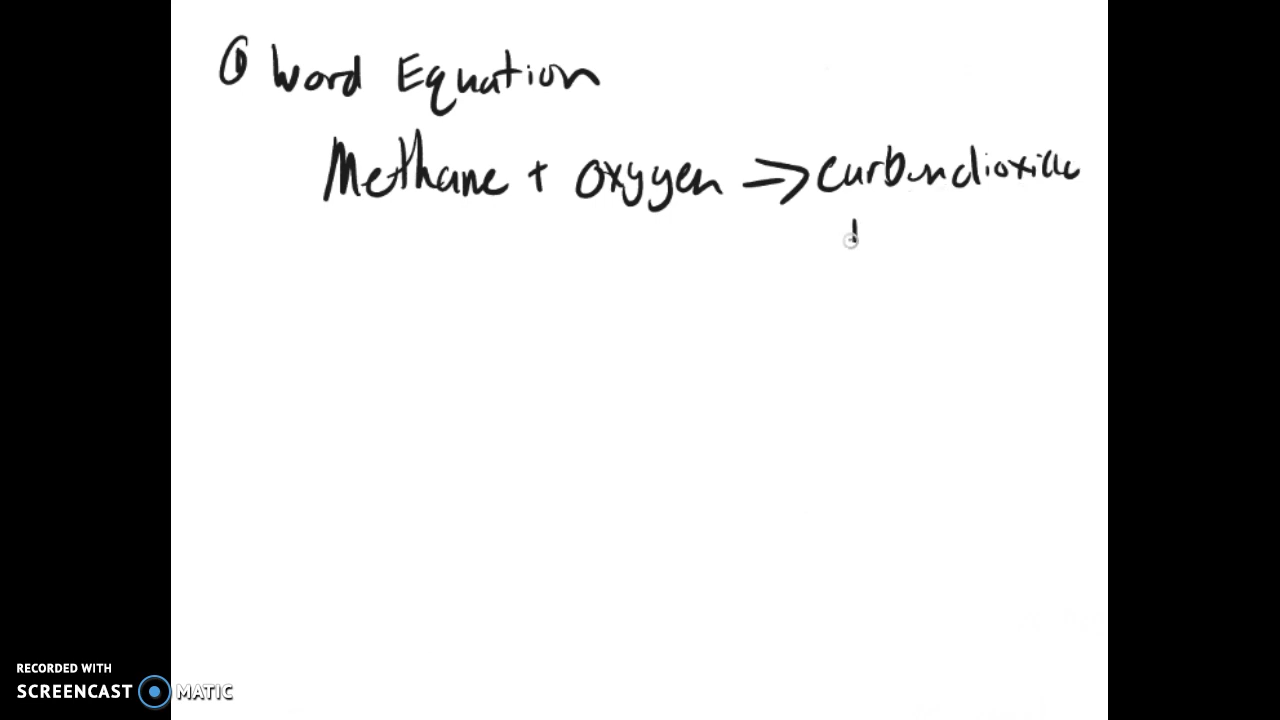 ① Word Equation
Methane + oxygen → carbon dioxide
RECORDED WITH
SCREENCAST MATIC